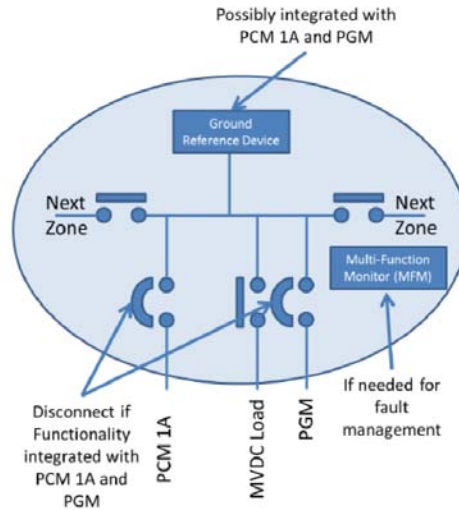 Possibly integrated with
PCM 1A and PGM
Ground
Reference Device
Next
Zone
Next
Zone
Multi-Function
Monitor (MFM)
Disconnect if
Functionality
integrated with
PCM 1A and
PGM
PCM 1A
MVDC Load
PGM
If needed for
fault
management